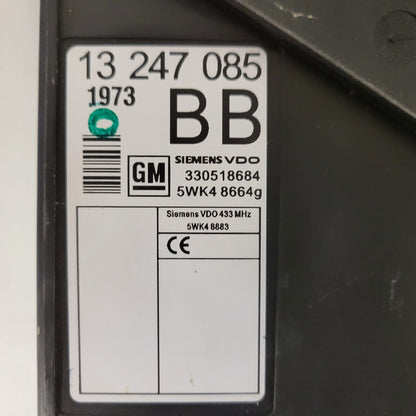 13 247 085
1973
BB
GM
SIEMENS VDO
330518684
5WK4 8664g
Siemens VDO 433 MHz
5WK4 8883
CE